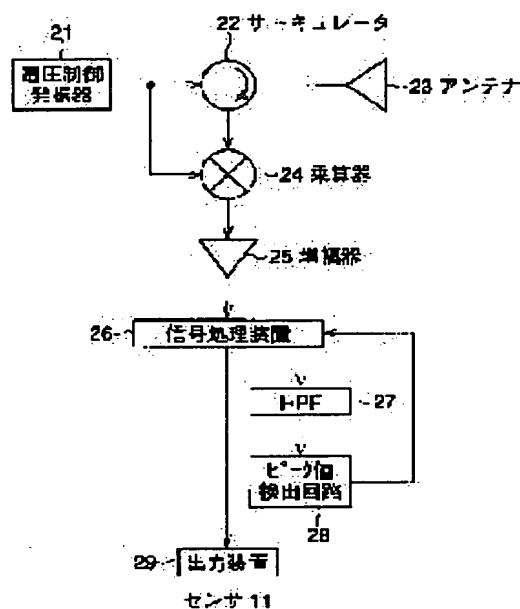 21
22 サーキュレータ
電圧制御
発振器
23 アンテナ
24 乗算器
25 増幅器
26
信号処理装置
HPF
27
ピーク値
検出回路
28
29
出力装置
センサ 11